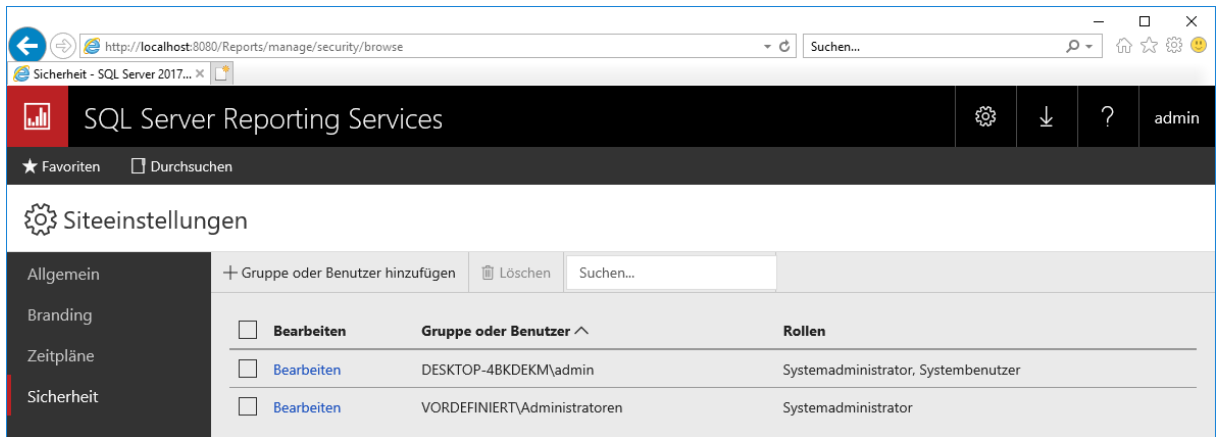 http://localhost:8080/Reports/manage/security/browse
Suchen...
Sicherheit - SQL Server 2017...
SQL Server Reporting Services
?
admin
Favoriten
Durchsuchen
Siteeinstellungen
Allgemein
Branding
Zeitpläne
Sicherheit
+ Gruppe oder Benutzer hinzufügen
Löschen
Suchen...
Bearbeiten Gruppe oder Benutzer Rollen
Bearbeiten DESKTOP-4BKDEKM\admin Systemadministrator, Systembenutzer
Bearbeiten VORDEFINIERT\Administratoren Systemadministrator